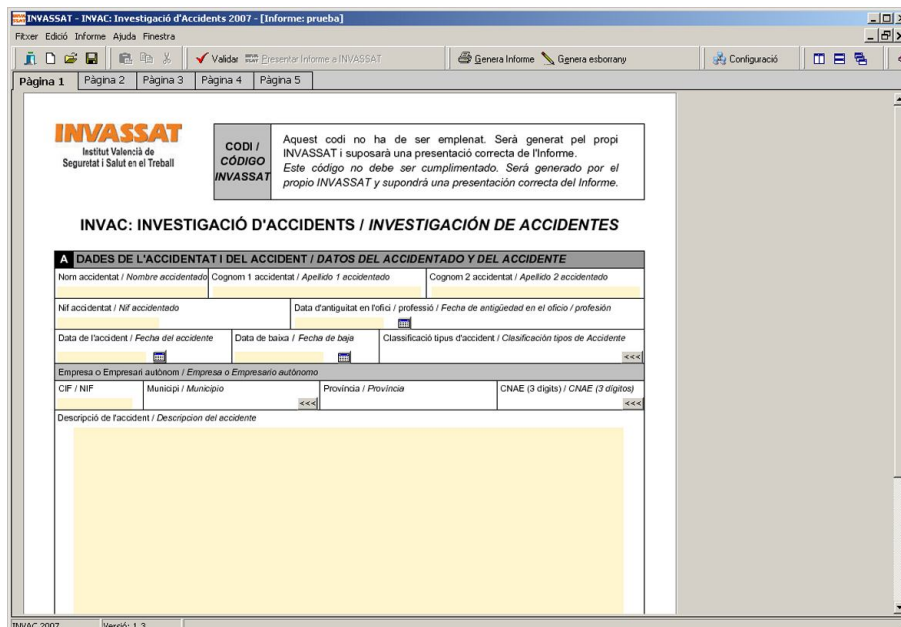 INVASSAT - INVAC: Investigació d'Accidents 2007 - [Informe: prueba]
Fitxer Edició Informe Ajuda Finestra
Validar Presentar Informe a INVASSAT Genera Informe Genera esborrany Configuració
Pàgina 1 Pàgina 2 Pàgina 3 Pàgina 4 Pàgina 5
INVASSAT
Institut Valencià de
Seguretat i Salut en el Treball
CODI /
CÓDIGO
INVASSAT
Aquest codi no ha de ser emplenat. Serà generat pel propi
INVASSAT i suposarà una presentació correcta de l'Informe.
Este código no debe ser cumplimentado. Será generado por el
propio INVASSAT y supondrá una presentación correcta del Informe.
INVAC: INVESTIGACIÓ D'ACCIDENTS / INVESTIGACIÓN DE ACCIDENTES
A DADES DE L'ACCIDENTAT I DEL ACCIDENT / DATOS DEL ACCIDENTADO Y DEL ACCIDENTE
Nom accidentat / Nombre accidentado Cognom 1 accidentat / Apellido 1 accidentado Cognom 2 accidentat / Apellido 2 accidentado
Nif accidentat / Nif accidentado Data d'antiguitat en l'ofici / professió / Fecha de antigüedad en el oficio / profesión
Data de l'accident / Fecha del accidente Data de baixa / Fecha de baja Classificació tipus d'accident / Clasificación tipos de Accidente
<<<
Empresa o Empresari autònom / Empresa o Empresario autónomo
CIF / NIF Municipi / Municipio Província / Provincia CNAE (3 dígits) / CNAE (3 dígitos)
<<< <<<
Descripció de l'accident / Descripcion del accidente
INVAC 2007 Versió: 1.3